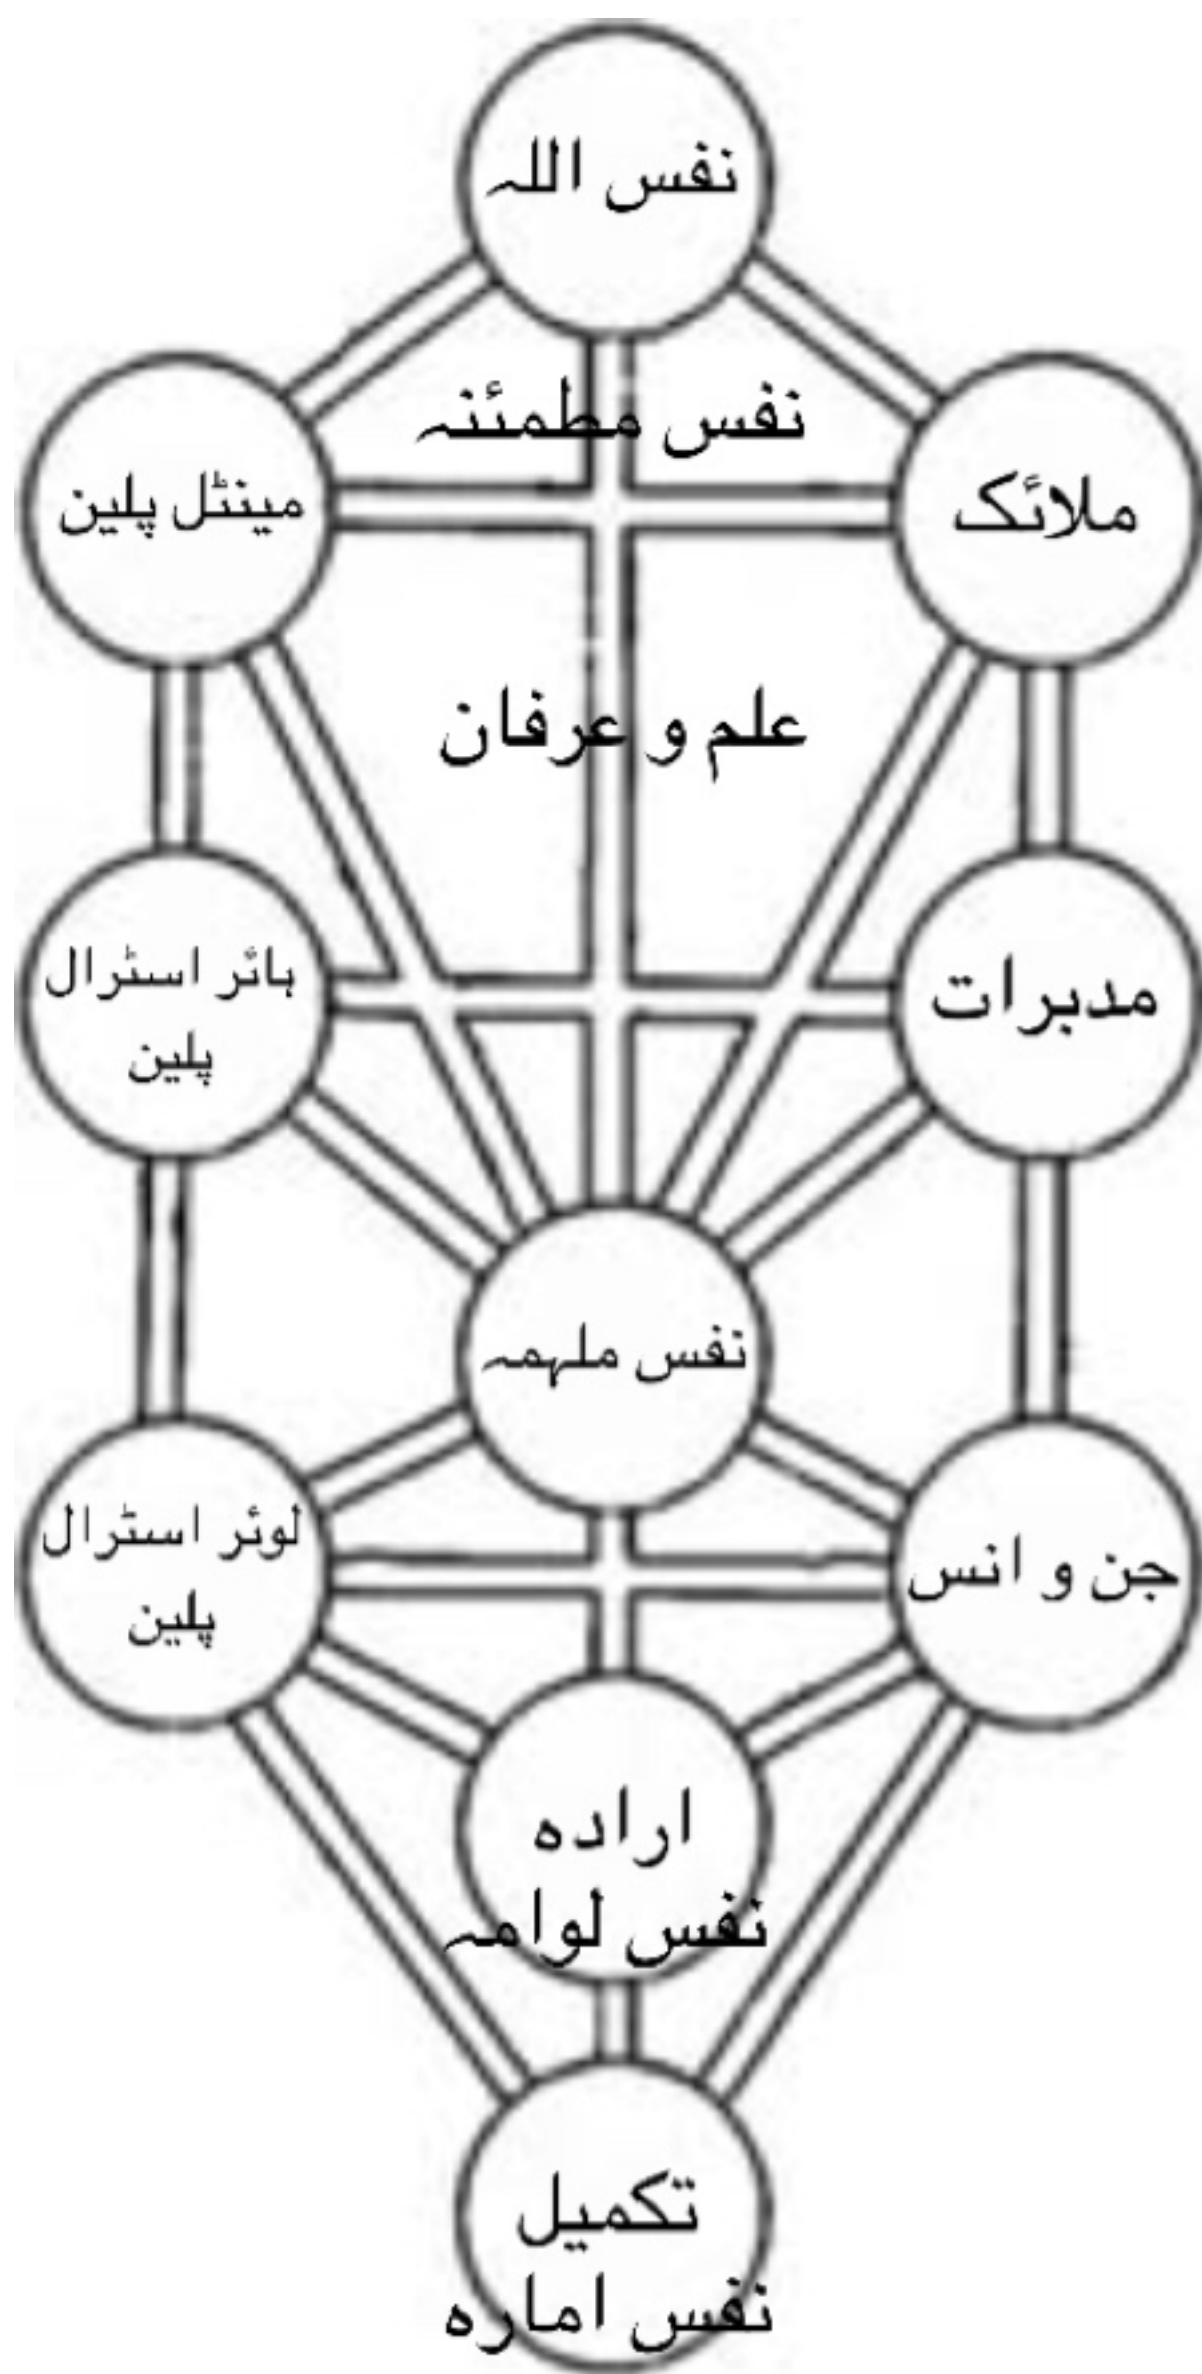 نفس اللہ
نفس مطمئنہ
ملائک
مینٹل پلین
علم و عرفان
مدبرات
ہائر اسٹرال
پلین
نفس ملہمہ
جن و انس
لوئر اسٹرال
پلین
ارادہ
نفس لوامہ
تکمیل
نفس امارہ